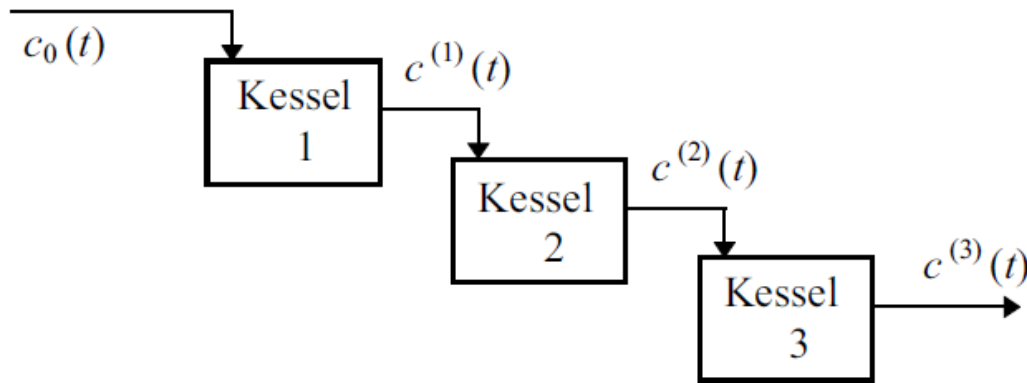 c₀(t)
Kessel
1
c⁽¹⁾(t)
Kessel
2
c⁽²⁾(t)
Kessel
3
c⁽³⁾(t)